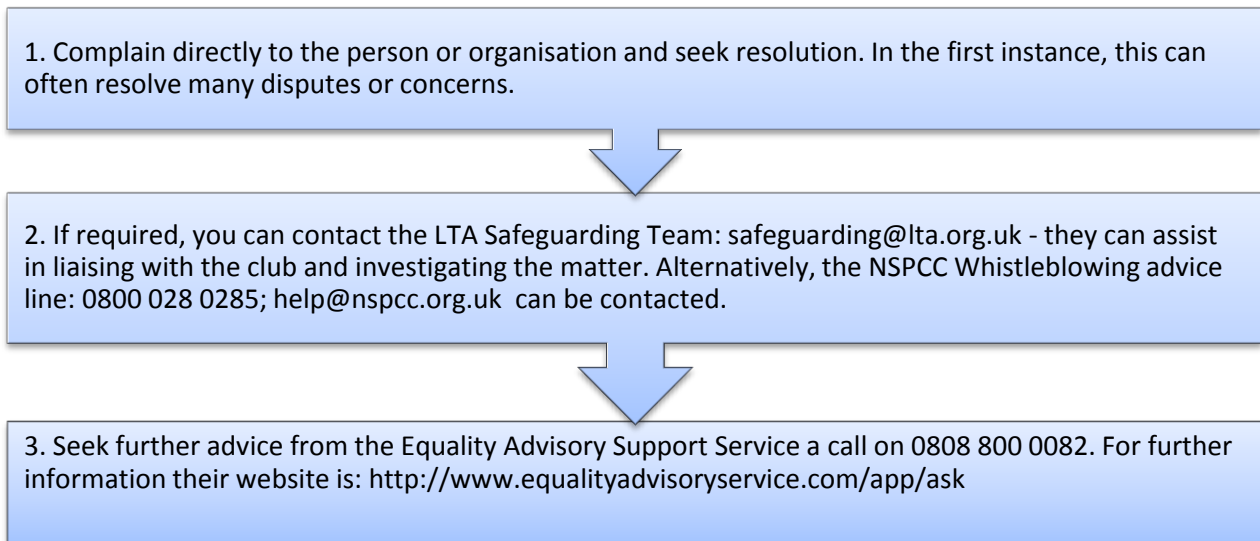 1. Complain directly to the person or organisation and seek resolution. In the first instance, this can
often resolve many disputes or concerns.
2. If required, you can contact the LTA Safeguarding Team: safeguarding@lta.org.uk - they can assist
in liaising with the club and investigating the matter. Alternatively, the NSPCC Whistleblowing advice
line: 0800 028 0285; help@nspcc.org.uk  can be contacted.
3. Seek further advice from the Equality Advisory Support Service a call on 0808 800 0082. For further
information their website is: http://www.equalityadvisoryservice.com/app/ask